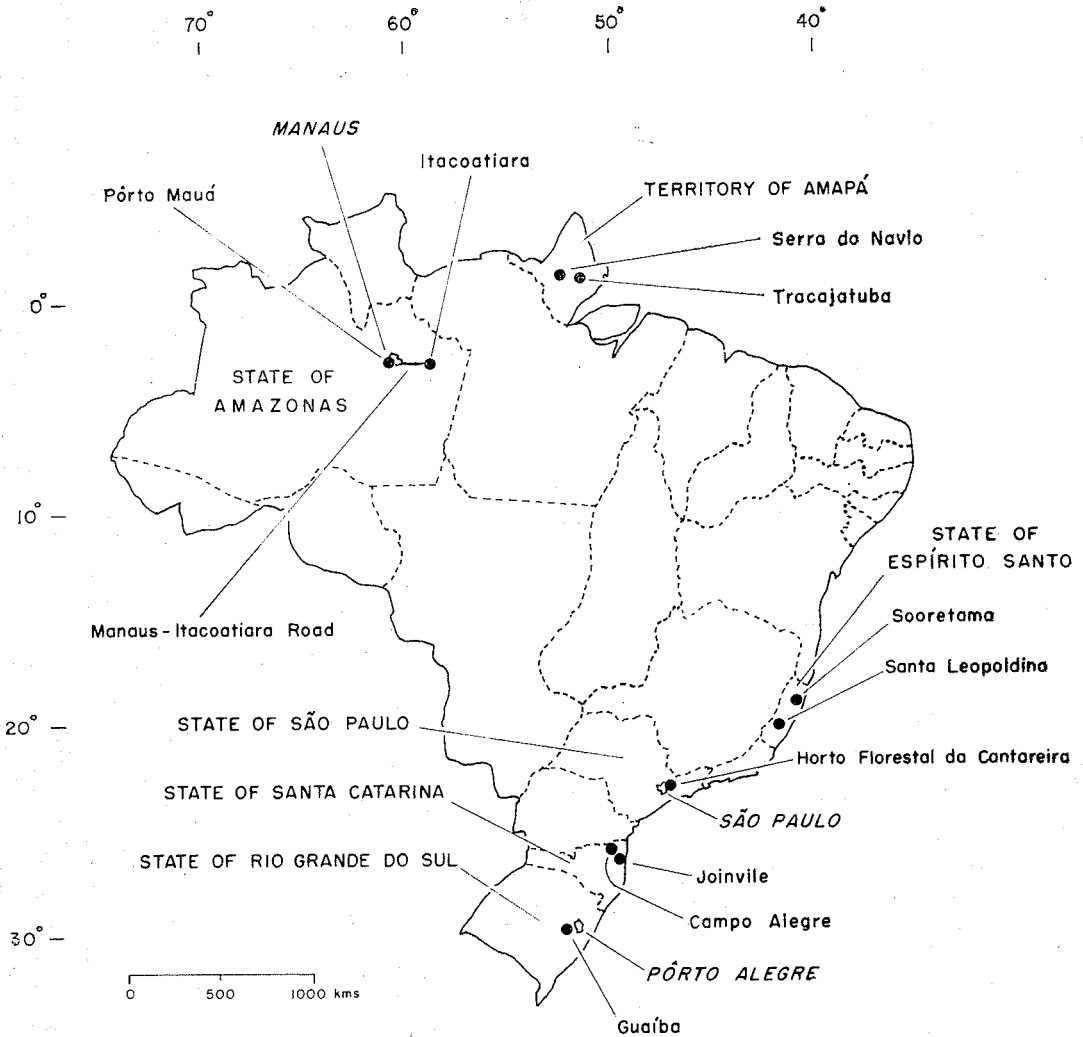 70° 60° 50° 40°
MANAUS
Itacoatiara
Pôrto Mauá
TERRITORY OF AMAPÁ
Serra do Navio
Tracajatuba
0°
STATE OF
AMAZONAS
10°
STATE OF
ESPÍRITO SANTO
Manaus-Itacoatiara Road
Sooretama
Santa Leopoldina
STATE OF SÃO PAULO
20°
Horto Florestal da Cantareira
STATE OF SANTA CATARINA
SÃO PAULO
STATE OF RIO GRANDE DO SUL
Joinvile
Campo Alegre
30°
PÔRTO ALEGRE
0 500 1000 kms
Guaíba